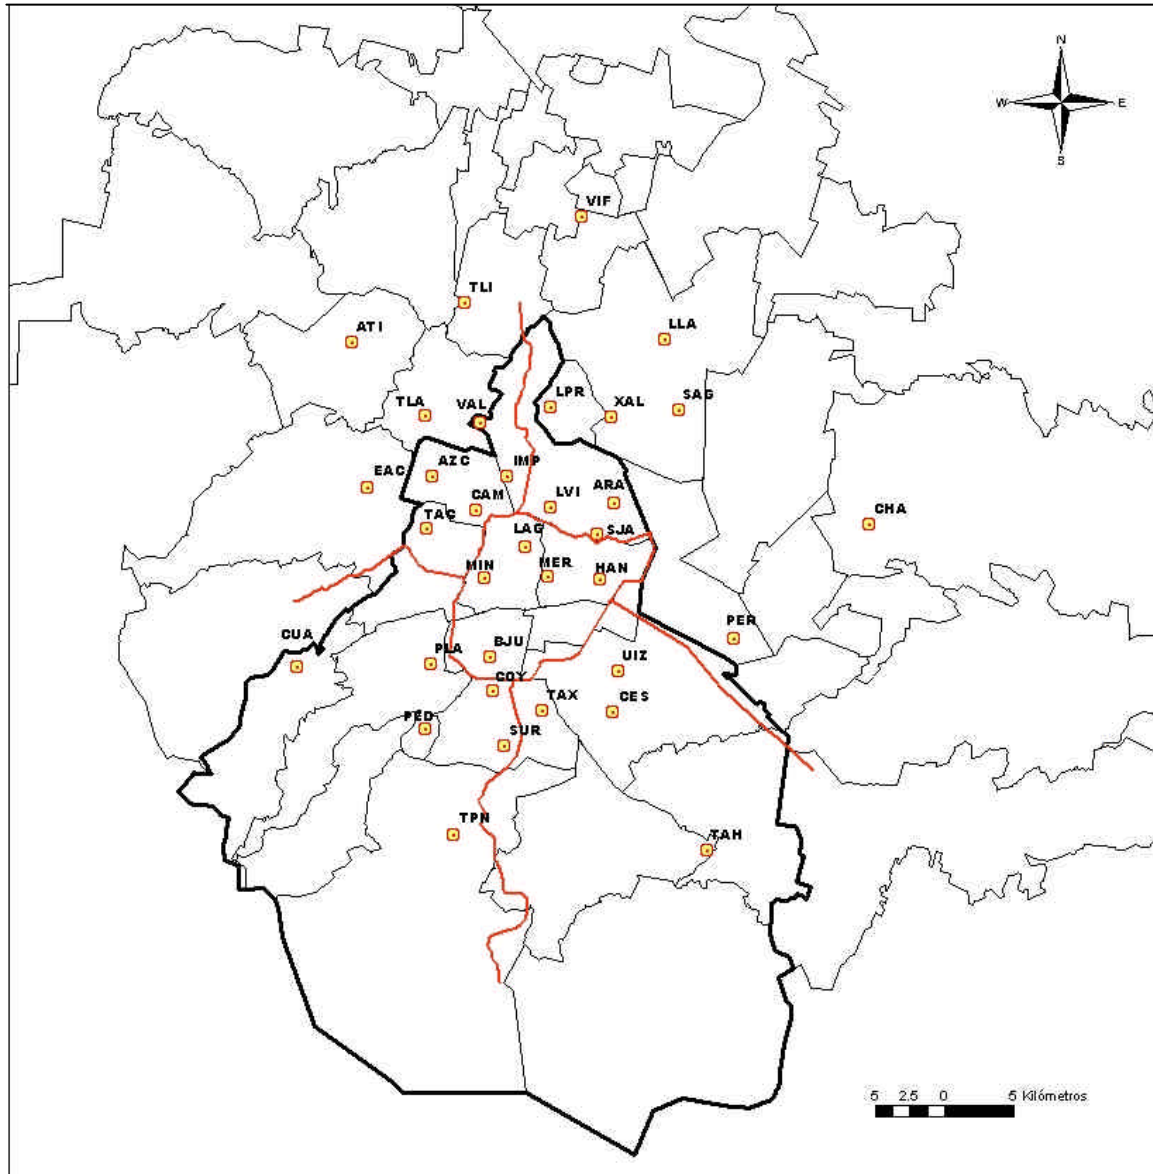 N
W E
S
VIF
TLI
ATI
LLA
TLA
VAL
LPR
XAL
SAG
EAC
AZC
IMP
CAM
LVI
ARA
CHA
TAC
LAG
SJA
MIN
MER
HAN
PER
CUA
PLA
BJU
UIZ
COY
TAX
CES
PED
SUR
TPN
TAH
5 2.5 0 5 Kilómetros